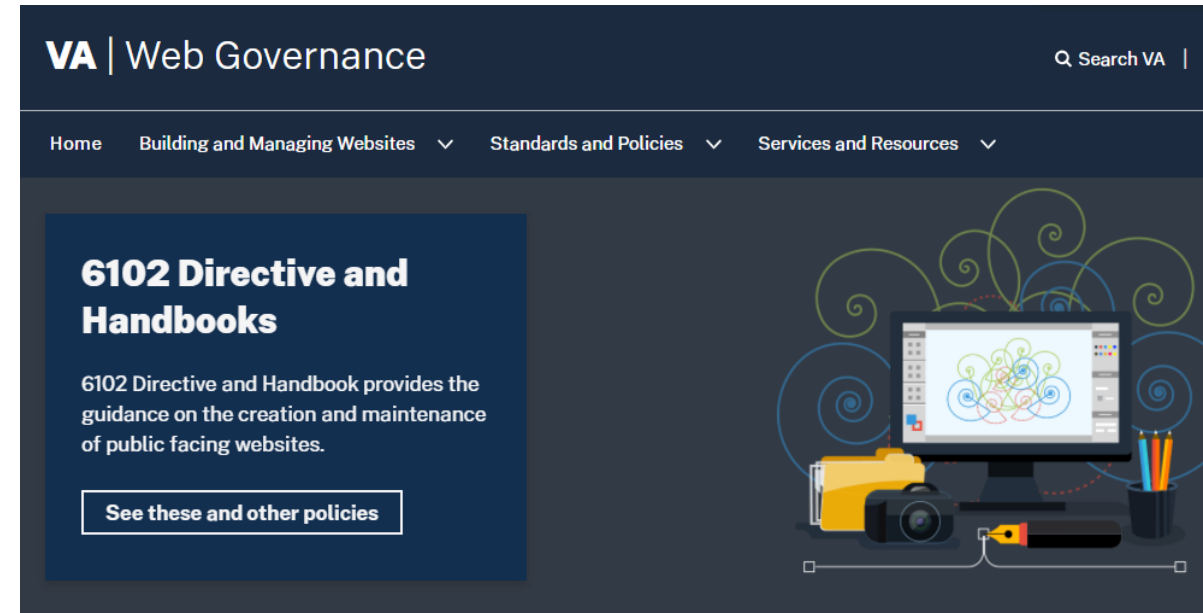 VA | Web Governance
Search VA |
Home Building and Managing Websites Standards and Policies Services and Resources
6102 Directive and
Handbooks
6102 Directive and Handbook provides the
guidance on the creation and maintenance
of public facing websites.
See these and other policies